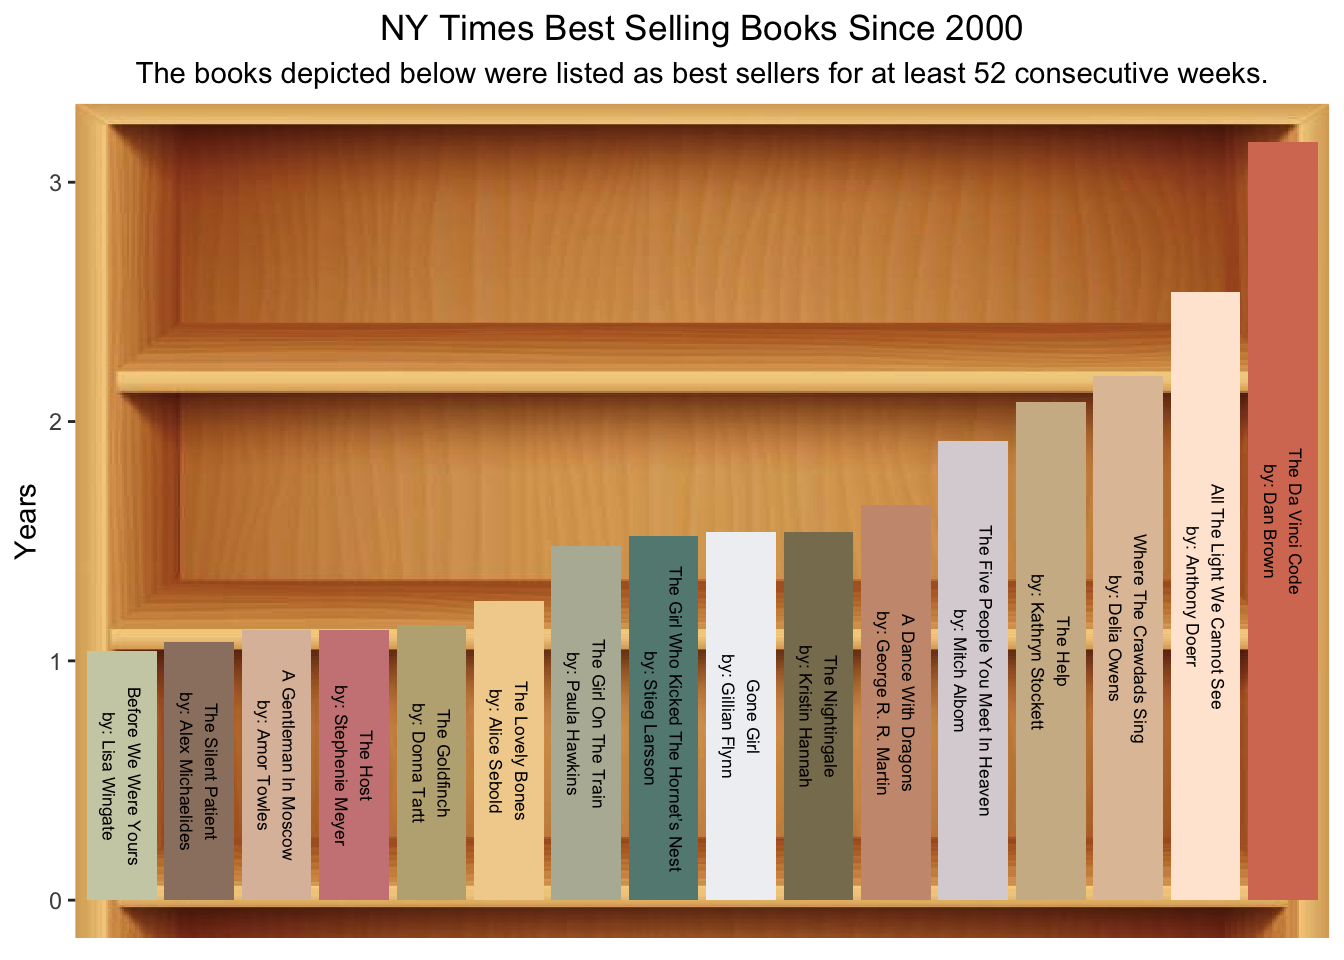 NY Times Best Selling Books Since 2000
The books depicted below were listed as best sellers for at least 52 consecutive weeks.
Years
3
2
1
0
Before We Were Yours
by: Lisa Wingate
The Silent Patient
by: Alex Michaelides
A Gentleman In Moscow
by: Amor Towles
The Host
by: Stephenie Meyer
The Goldfinch
by: Donna Tartt
The Lovely Bones
by: Alice Sebold
The Girl On The Train
by: Paula Hawkins
The Girl Who Kicked The Hornet's Nest
by: Stieg Larsson
Gone Girl
by: Gillian Flynn
The Nightingale
by: Kristin Hannah
A Dance With Dragons
by: George R. R. Martin
The Five People You Meet In Heaven
by: Mitch Albom
The Help
by: Kathryn Stockett
Where The Crawdads Sing
by: Delia Owens
All The Light We Cannot See
by: Anthony Doerr
The Da Vinci Code
by: Dan Brown